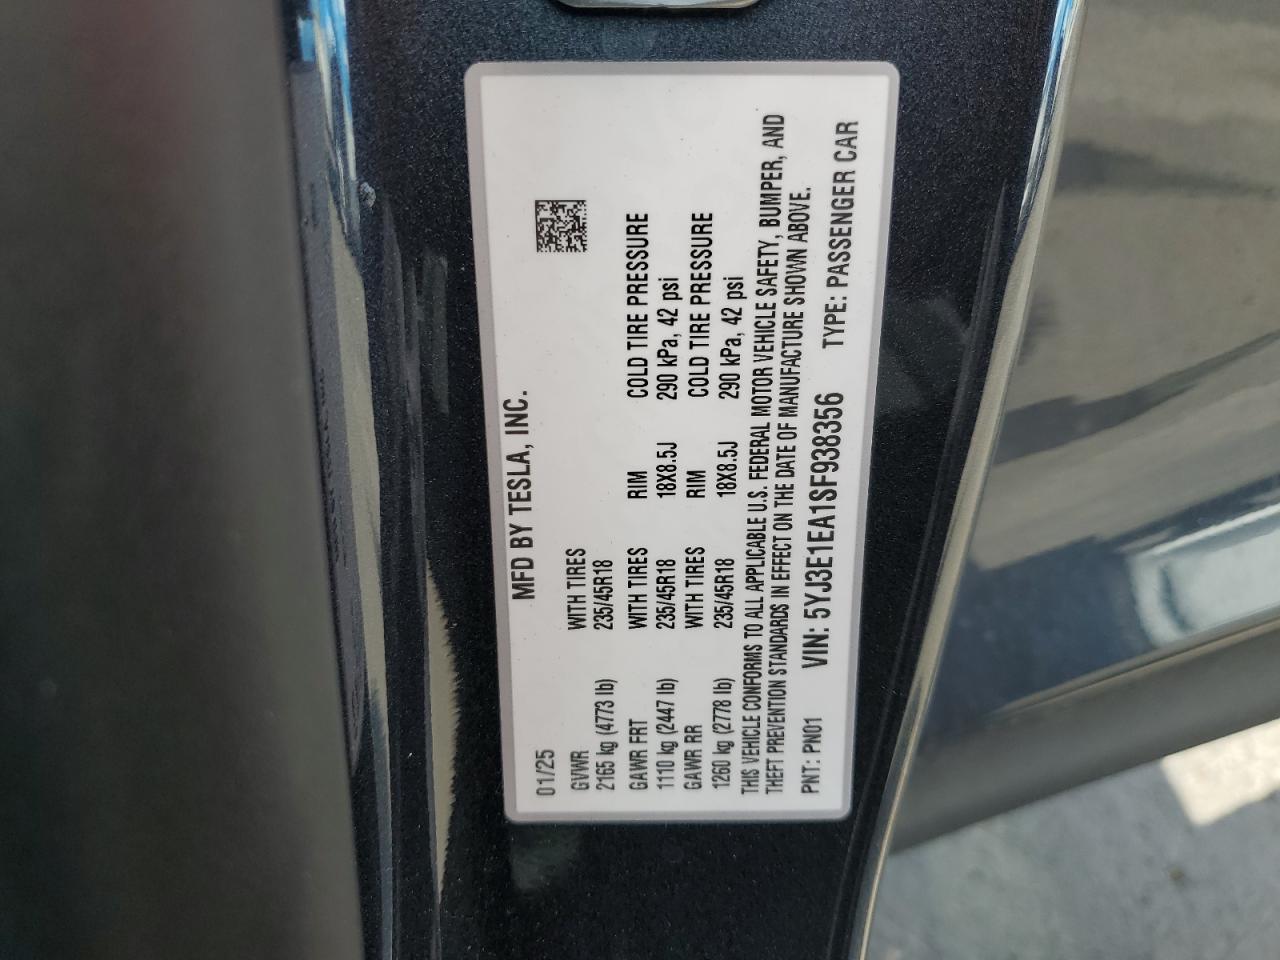 MFD BY TESLA, INC.
01/25
GVWR WITH TIRES
2165 kg (4773 lb) 235/45R18
GAWR FRT WITH TIRES RIM COLD TIRE PRESSURE
1110 kg (2447 lb) 235/45R18 18X8.5J 290 kPa, 42 psi
GAWR RR WITH TIRES RIM COLD TIRE PRESSURE
1260 kg (2778 lb) 235/45R18 18X8.5J 290 kPa, 42 psi
THIS VEHICLE CONFORMS TO ALL APPLICABLE U.S. FEDERAL MOTOR VEHICLE SAFETY, BUMPER, AND
THEFT PREVENTION STANDARDS IN EFFECT ON THE DATE OF MANUFACTURE SHOWN ABOVE.
PNT: PN01 VIN: 5YJ3E1EA1SF938356 TYPE: PASSENGER CAR